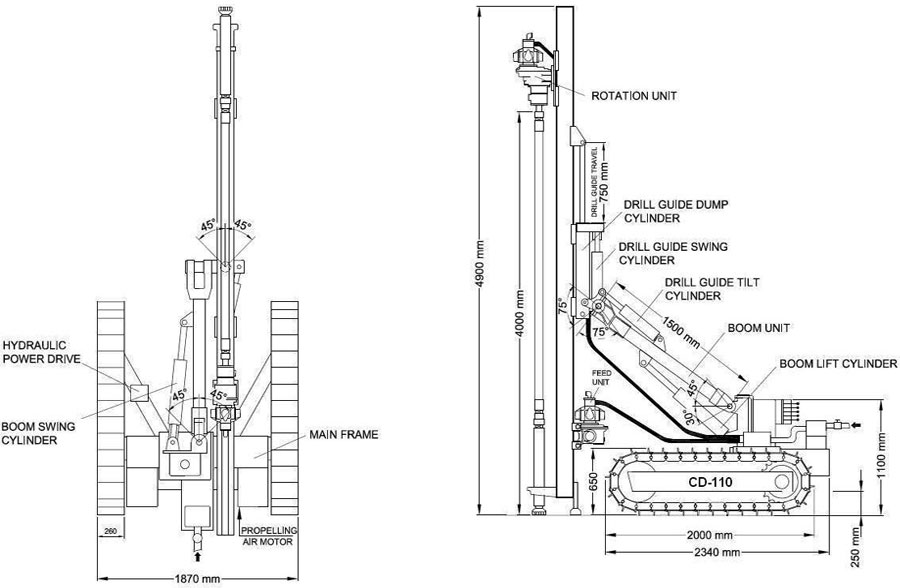 45°
45°
HYDRAULIC
POWER DRIVE
BOOM SWING
CYLINDER
45°
45°
MAIN FRAME
PROPELLING
AIR MOTOR
260
1870 mm
ROTATION UNIT
DRILL GUIDE TRAVEL
750 mm
DRILL GUIDE DUMP
CYLINDER
DRILL GUIDE SWING
CYLINDER
DRILL GUIDE TILT
CYLINDER
4900 mm
4000 mm
75°
75°
1500 mm
BOOM UNIT
BOOM LIFT CYLINDER
FEED
UNIT
45°
30°
650
CD-110
1100 mm
250 mm
2000 mm
2340 mm